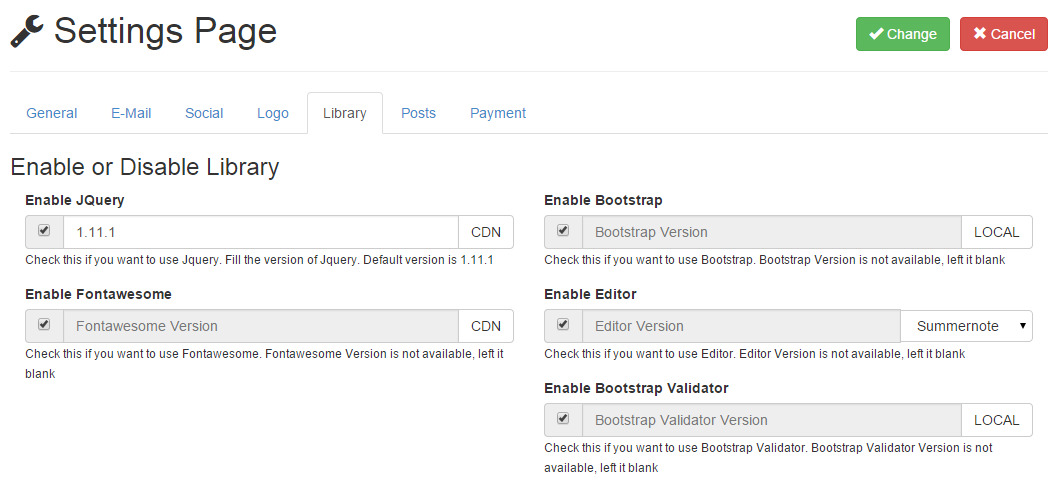 Settings Page
Change
Cancel
General
E-Mail
Social
Logo
Library
Posts
Payment
Enable or Disable Library
Enable JQuery
1.11.1
CDN
Check this if you want to use Jquery. Fill the version of Jquery. Default version is 1.11.1
Enable Fontawesome
Fontawesome Version
CDN
Check this if you want to use Fontawesome. Fontawesome Version is not available, left it
blank
Enable Bootstrap
Bootstrap Version
LOCAL
Check this if you want to use Bootstrap. Bootstrap Version is not available, left it blank
Enable Editor
Editor Version
Summernote
Check this if you want to use Editor. Editor Version is not available, left it blank
Enable Bootstrap Validator
Bootstrap Validator Version
LOCAL
Check this if you want to use Bootstrap Validator. Bootstrap Validator Version is not
available, left it blank